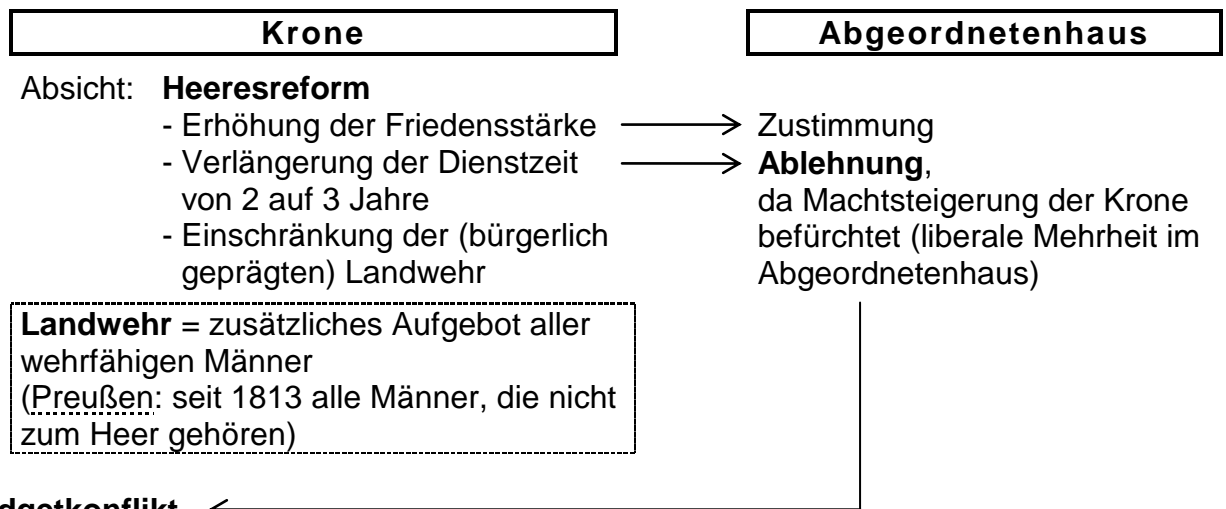 Krone
Abgeordnetenhaus
Absicht: Heeresreform
- Erhöhung der Friedensstärke
Zustimmung
- Verlängerung der Dienstzeit
von 2 auf 3 Jahre
Ablehnung,
da Machtsteigerung der Krone
befürchtet (liberale Mehrheit im
Abgeordnetenhaus)
- Einschränkung der (bürgerlich
geprägten) Landwehr
Landwehr = zusätzliches Aufgebot aller
wehrfähigen Männer
(Preußen: seit 1813 alle Männer, die nicht
zum Heer gehören)